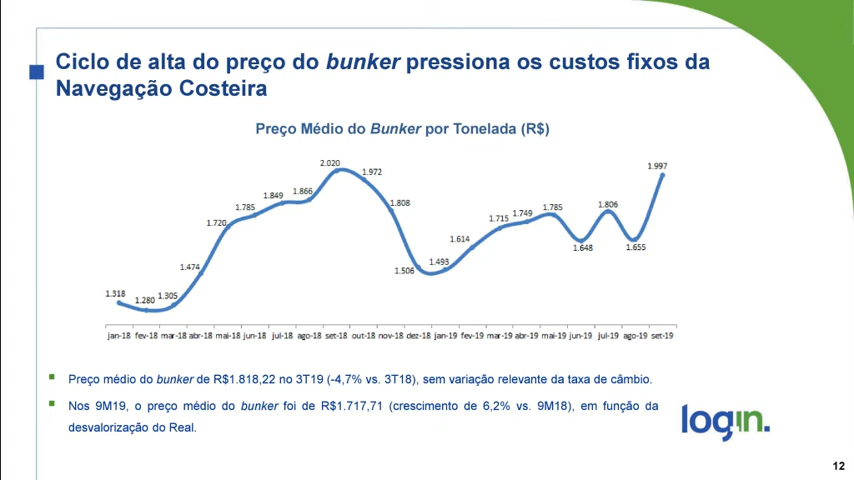 Ciclo de alta do preço do bunker pressiona os custos fixos da
Navegação Costeira
Preço Médio do Bunker por Tonelada (R$)
1.318
1.280
1.305
1.474
1.720
1.785
1.849
1.866
2.020
1.972
1.808
1.506
1.493
1.614
1.715
1.749
1.785
1.648
1.806
1.655
1.997
jan-18 fev-18 mar-18 abr-18 mai-18 jun-18 jul-18 ago-18 set-18 out-18 nov-18 dez-18 jan-19 fev-19 mar-19 abr-19 mai-19 jun-19 jul-19 ago-19 set-19
Preço médio do bunker de R$1.818,22 no 3T19 (-4,7% vs. 3T18), sem variação relevante da taxa de câmbio.
Nos 9M19, o preço médio do bunker foi de R$1.717,71 (crescimento de 6,2% vs. 9M18), em função da
desvalorização do Real.
login.
12